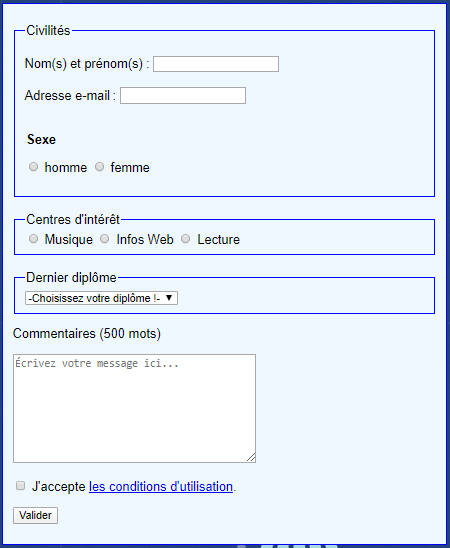 Civilités
Nom(s) et prénom(s) :
Adresse e-mail :
Sexe
homme femme
Centres d'intérêt
Musique Infos Web Lecture
Dernier diplôme
-Choisissez votre diplôme !-
Commentaires (500 mots)
Écrivez votre message ici...
J'accepte les conditions d'utilisation.
Valider